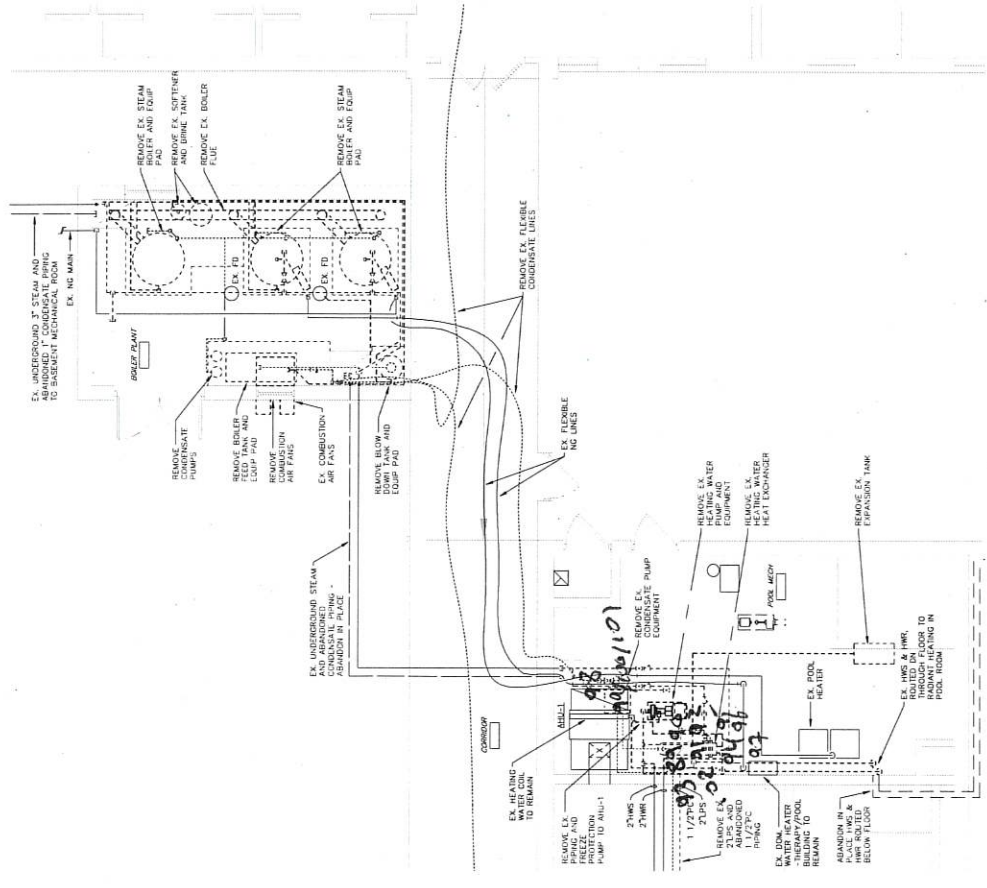 EX. UNDERGROUND 3" STEAM AND
ABANDONED 1" CONDENSATE PIPING
TO BASEMENT MECHANICAL ROOM
EX. NG MAIN
BOILER PLANT
REMOVE EX. STEAM
BOILER AND EQUIP
PAD
REMOVE EX. SOFTENER
AND BRINE TANK
REMOVE EX. BOILER
FLUE
REMOVE EX. STEAM
BOILER AND EQUIP
PAD
EX. FD
EX. FD
REMOVE
CONDENSATE
PUMPS
REMOVE BOILER
FEED TANK AND
EQUIP PAD
REMOVE
COMBUSTION
AIR FANS
EX. COMBUSTION
AIR FANS
REMOVE BLOW
DOWN TANK AND
EQUIP PAD
REMOVE EX. FLEXIBLE
CONDENSATE LINES
EX. FLEXIBLE
NG LINES
EX. UNDERGROUND STEAM
AND ABANDONED
CONDENSATE PIPING -
ABANDON IN PLACE
CORRIDOR
AHU-1
EX. HEATING
WATER COIL
TO REMAIN
REMOVE EX.
PIPING AND
FREEZE
PROTECTION
PUMP TO AHU-1
2"HWS
2"HWR
1 1/2"PC
2"LPS
REMOVE EX.
2"LPS AND
ABANDONED
1 1/2"PC
PIPING
EX. DOM.
WATER HEATER
-THERAPY/POOL
BUILDING TO
REMAIN
ABANDON IN
PLACE HWS &
HWR ROUTED
BELOW FLOOR
REMOVE EX.
CONDENSATE PUMP
EQUIPMENT
REMOVE EX.
HEATING WATER
PUMP AND
EQUIPMENT
REMOVE EX.
HEATING WATER
HEAT EXCHANGER
POOL MECH
REMOVE EX.
EXPANSION TANK
EX. POOL
HEATER
EX. HWS & HWR,
ROUTED ON
THROUGH FLOOR TO
RADIANT HEATING IN
POOL ROOM
98
101
97